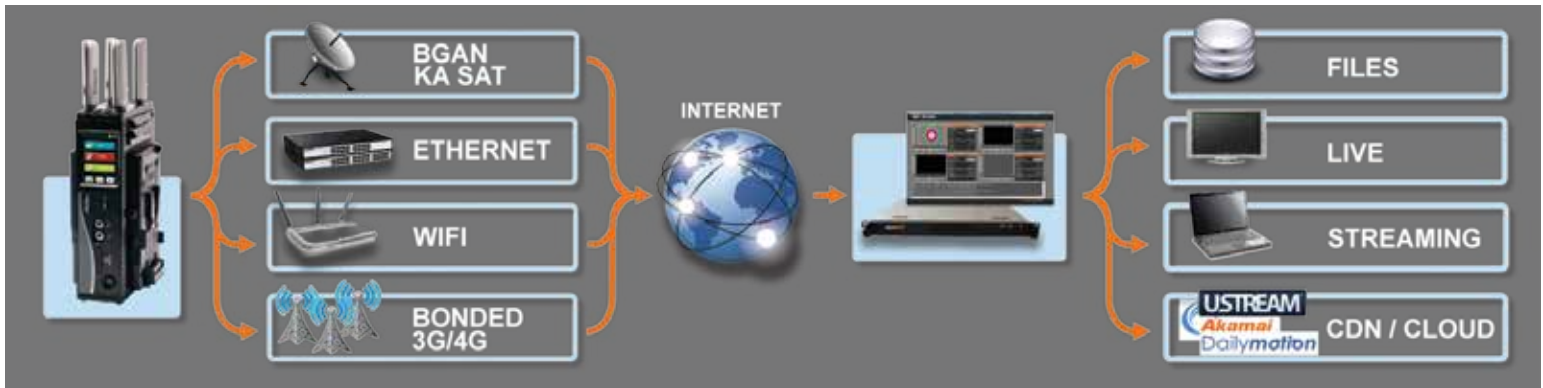 BGAN
KA SAT
ETHERNET
WIFI
BONDED
3G/4G
INTERNET
FILES
LIVE
STREAMING
USTREAM
Akamai
Dailymotion
CDN / CLOUD